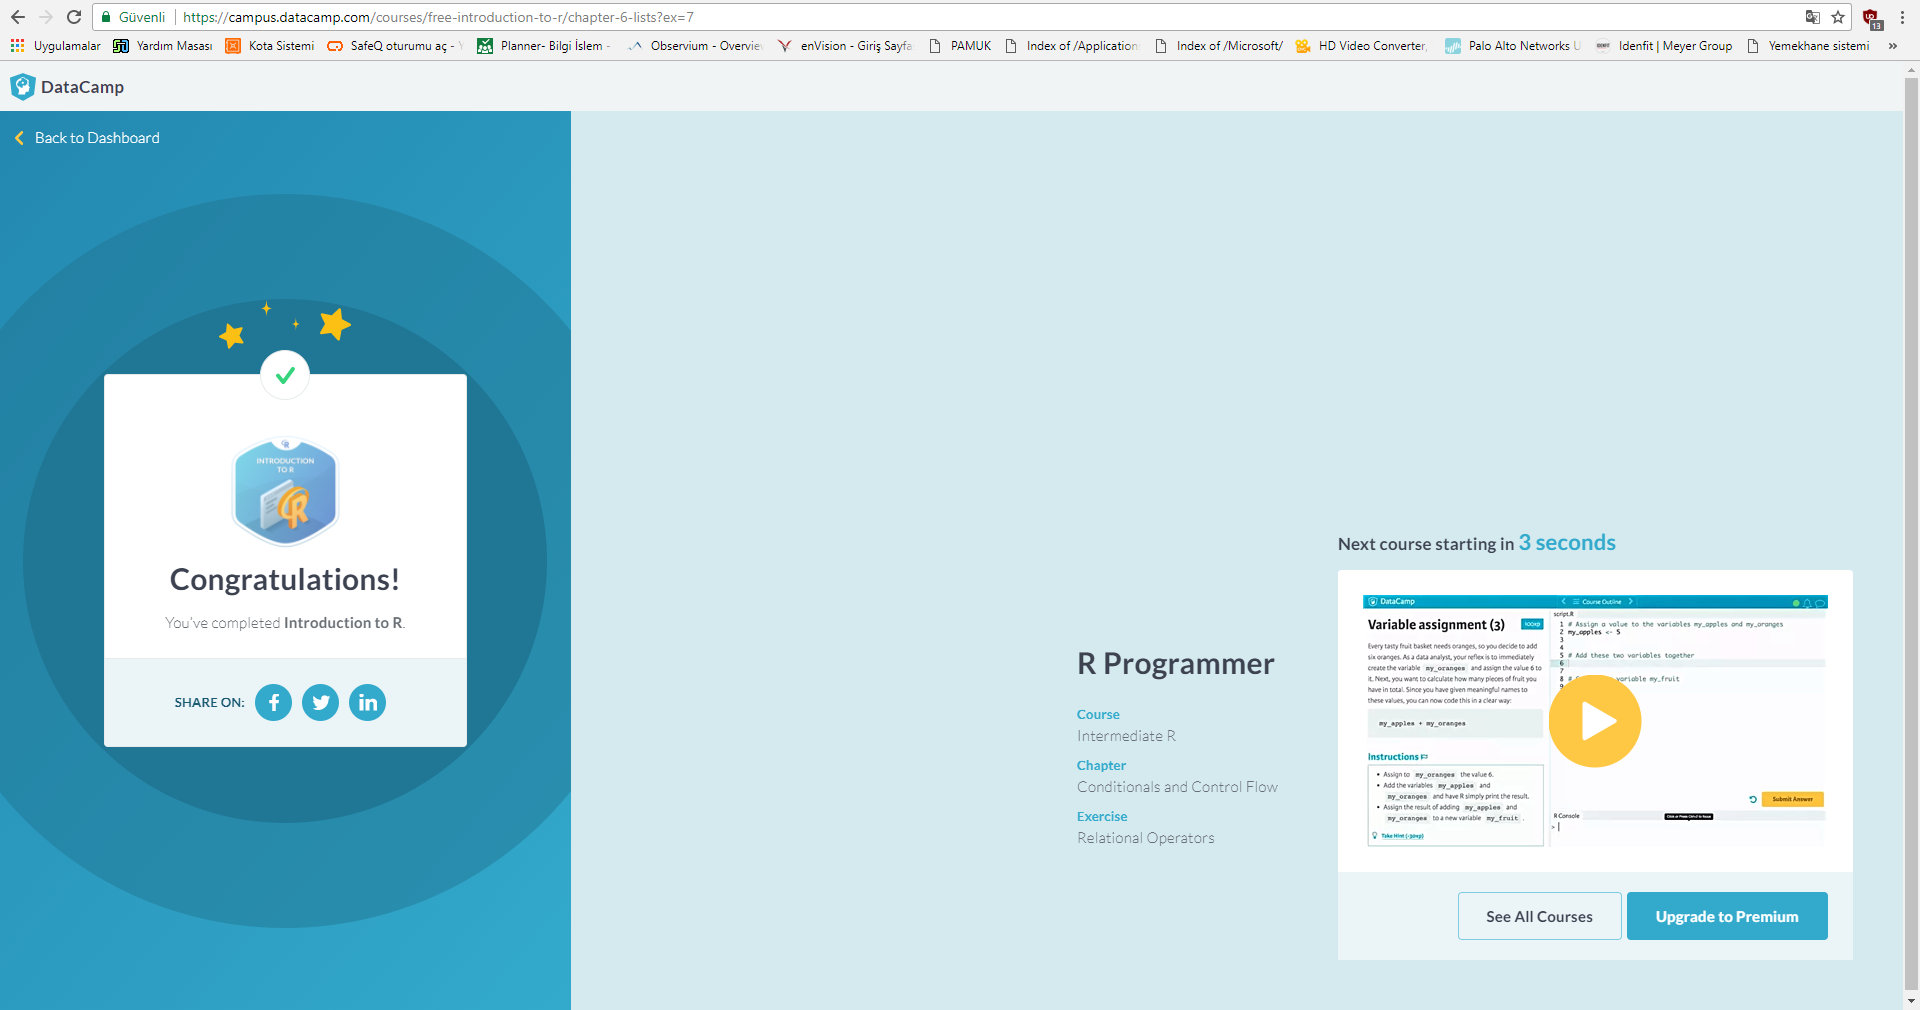 Güvenli
https://campus.datacamp.com/courses/free-introduction-to-r/chapter-6-lists?ex=7
13
Uygulamalar
Yardım Masası
Kota Sistemi
SafeQ oturumu aç - Y
Planner- Bilgi İşlem -
Observium - Overvie
enVision - Giriş Sayfa
PAMUK
Index of /Application
Index of /Microsoft/
HD Video Converter,
Palo Alto Networks U
Idenfit | Meyer Group
Yemekhane sistemi
»
DataCamp
Back to Dashboard
INTRODUCTION
TO R
Congratulations!
You've completed Introduction to R.
SHARE ON:
R Programmer
Course
Intermediate R
Chapter
Conditionals and Control Flow
Exercise
Relational Operators
Next course starting in 3 seconds
DataCamp
Course Outline
Variable assignment (3)
Every tasty fruit basket needs oranges, so you decide to add
six oranges. As a data analyst, your reflex is to immediately
create the variable my_oranges and assign the value 6 to
it. Next, you want to calculate how many pieces of fruit you
have in total. Since you have given meaningful names to
these values, you can now code this in a clear way:
my_apples + my_oranges
Instructions
• Assign to my_oranges the value 6.
• Add the variables my_apples and
my_oranges and have R simply print the result.
• Assign the result of adding my_apples and
my_oranges to a new variable my_fruit .
Take Hint (-30xp)
script.R
1 # Assign a value to the variables my_apples and my_oranges
2 my_apples <- 5
3
4
5 # Add these two variables together
6
7
8 # variable my_fruit
Submit Answer
R Console
>
See All Courses
Upgrade to Premium